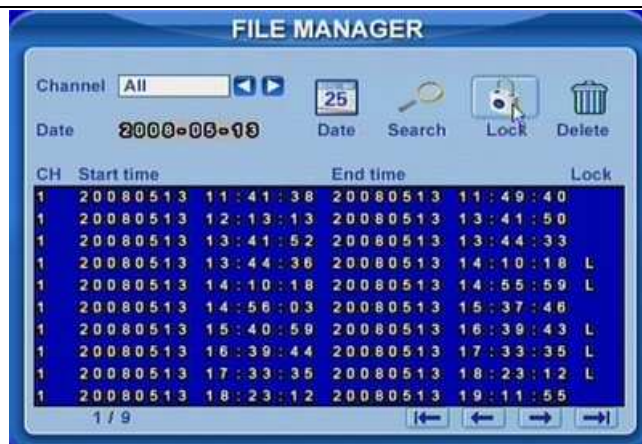 FILE MANAGER
Channel All
25
Date 2008-05-13 Date Search Lock Delete
CH Start time End time Lock
1 20080513 11:41:38 20080513 11:49:40
1 20080513 12:13:13 20080513 13:41:50
1 20080513 13:41:52 20080513 13:44:33
1 20080513 13:44:36 20080513 14:10:18 L
1 20080513 14:10:18 20080513 14:55:59 L
1 20080513 14:56:03 20080513 15:37:46
1 20080513 15:40:59 20080513 16:39:43 L
1 20080513 16:39:44 20080513 17:33:35 L
1 20080513 17:33:35 20080513 18:23:12 L
1 20080513 18:23:12 20080513 19:11:55
1/9